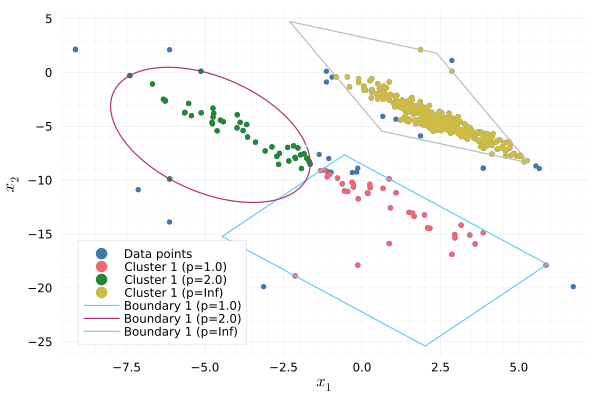 5
0
−5
−10
−15
−20
−25
x₂
Data points
Cluster 1 (p=1.0)
Cluster 1 (p=2.0)
Cluster 1 (p=Inf)
Boundary 1 (p=1.0)
Boundary 1 (p=2.0)
Boundary 1 (p=Inf)
−7.5 −5.0 −2.5 0.0 2.5 5.0
x₁